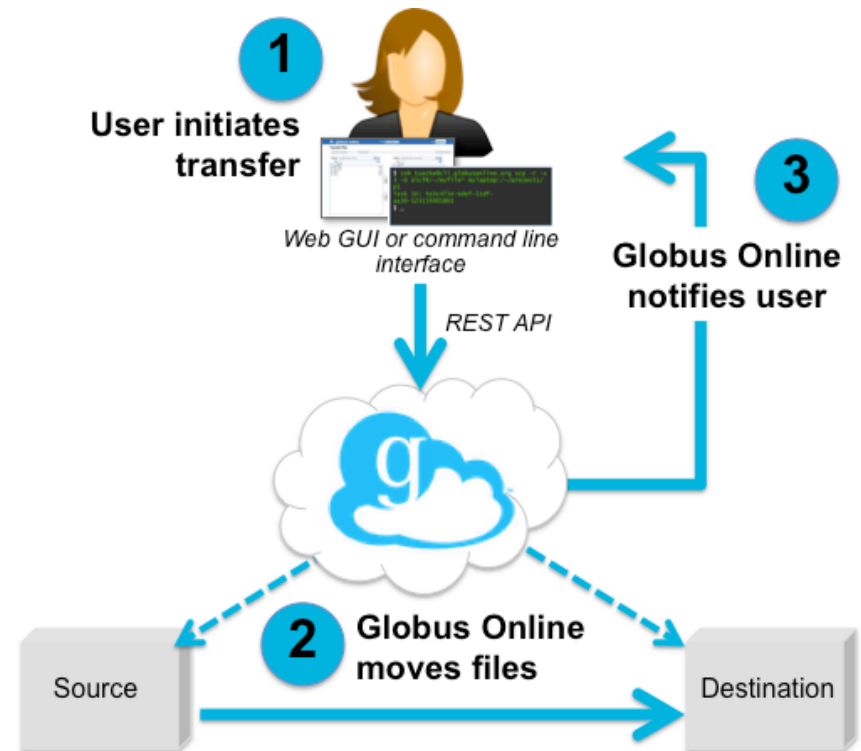 1
User initiates
transfer
Web GUI or command line
interface
REST API
3
Globus Online
notifies user
g
2
Globus Online
moves files
Source
Destination